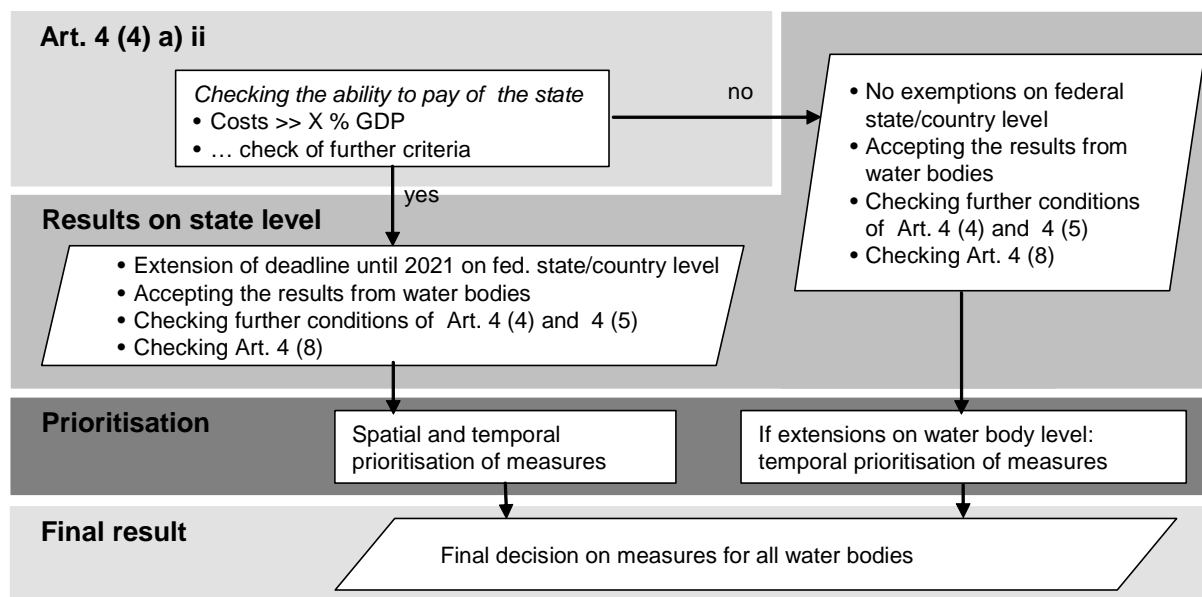 Art. 4 (4) a) ii
Checking the ability to pay of the state
• Costs >> X % GDP
• … check of further criteria
no
• No exemptions on federal
state/country level
• Accepting the results from
water bodies
• Checking further conditions
of Art. 4 (4) and 4 (5)
• Checking Art. 4 (8)
yes
Results on state level
• Extension of deadline until 2021 on fed. state/country level
• Accepting the results from water bodies
• Checking further conditions of Art. 4 (4) and 4 (5)
• Checking Art. 4 (8)
Prioritisation
Spatial and temporal
prioritisation of measures
If extensions on water body level:
temporal prioritisation of measures
Final result
Final decision on measures for all water bodies